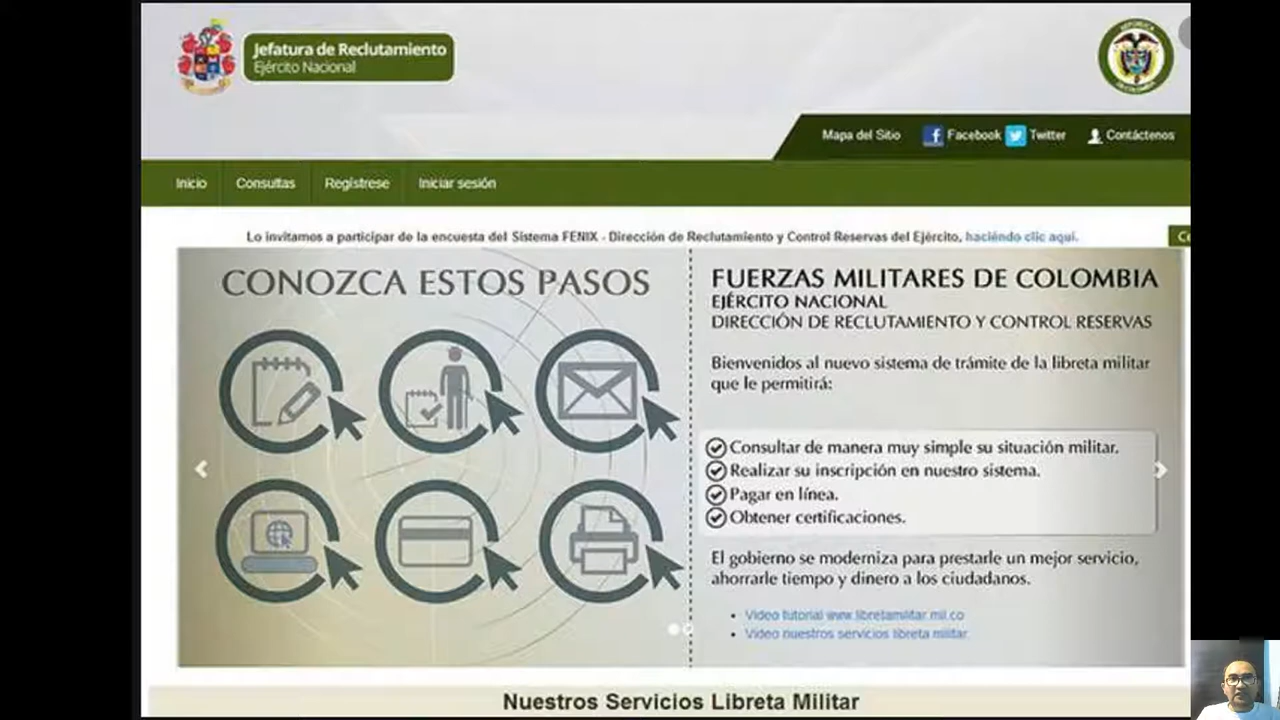 Jefatura de Reclutamiento
Ejército Nacional
REPÚBLICA
DE COLOMBIA
Mapa del Sitio Facebook Twitter Contáctenos
Inicio Consultas Regístrese Iniciar sesión
Lo invitamos a participar de la encuesta del Sistema FENIX - Dirección de Reclutamiento y Control Reservas del Ejército, haciéndo clic aquí.
Ce
CONOZCA ESTOS PASOS
FUERZAS MILITARES DE COLOMBIA
EJÉRCITO NACIONAL
DIRECCIÓN DE RECLUTAMIENTO Y CONTROL RESERVAS
Bienvenidos al nuevo sistema de trámite de la libreta militar
que le permitirá:
Consultar de manera muy simple su situación militar.
Realizar su inscripción en nuestro sistema.
Pagar en línea.
Obtener certificaciones.
El gobierno se moderniza para prestarle un mejor servicio,
ahorrarle tiempo y dinero a los ciudadanos.
Video tutorial www.libretamilitar.mil.co
Video nuestros servicios libreta militar
Nuestros Servicios Libreta Militar